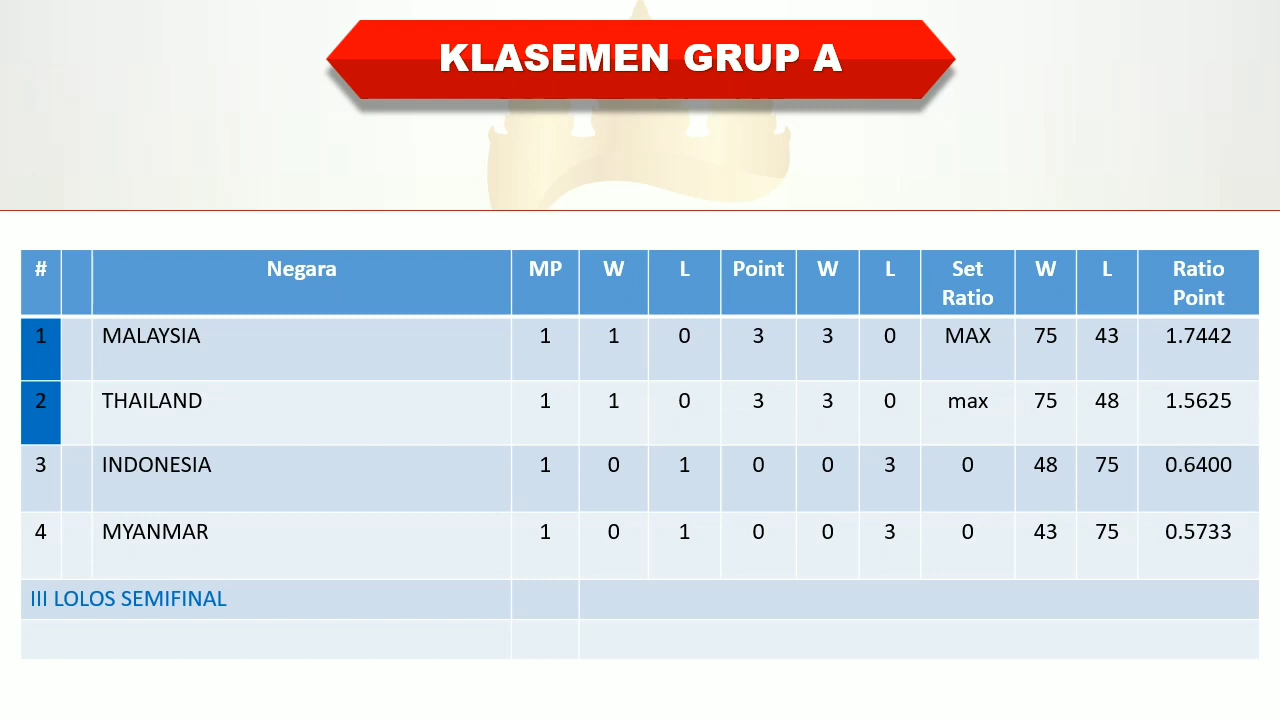 KLASEMEN GRUP A
# Negara MP W L Point W L Set Ratio W L Ratio Point
1 MALAYSIA 1 1 0 3 3 0 MAX 75 43 1.7442
2 THAILAND 1 1 0 3 3 0 max 75 48 1.5625
3 INDONESIA 1 0 1 0 0 3 0 48 75 0.6400
4 MYANMAR 1 0 1 0 0 3 0 43 75 0.5733
III LOLOS SEMIFINAL